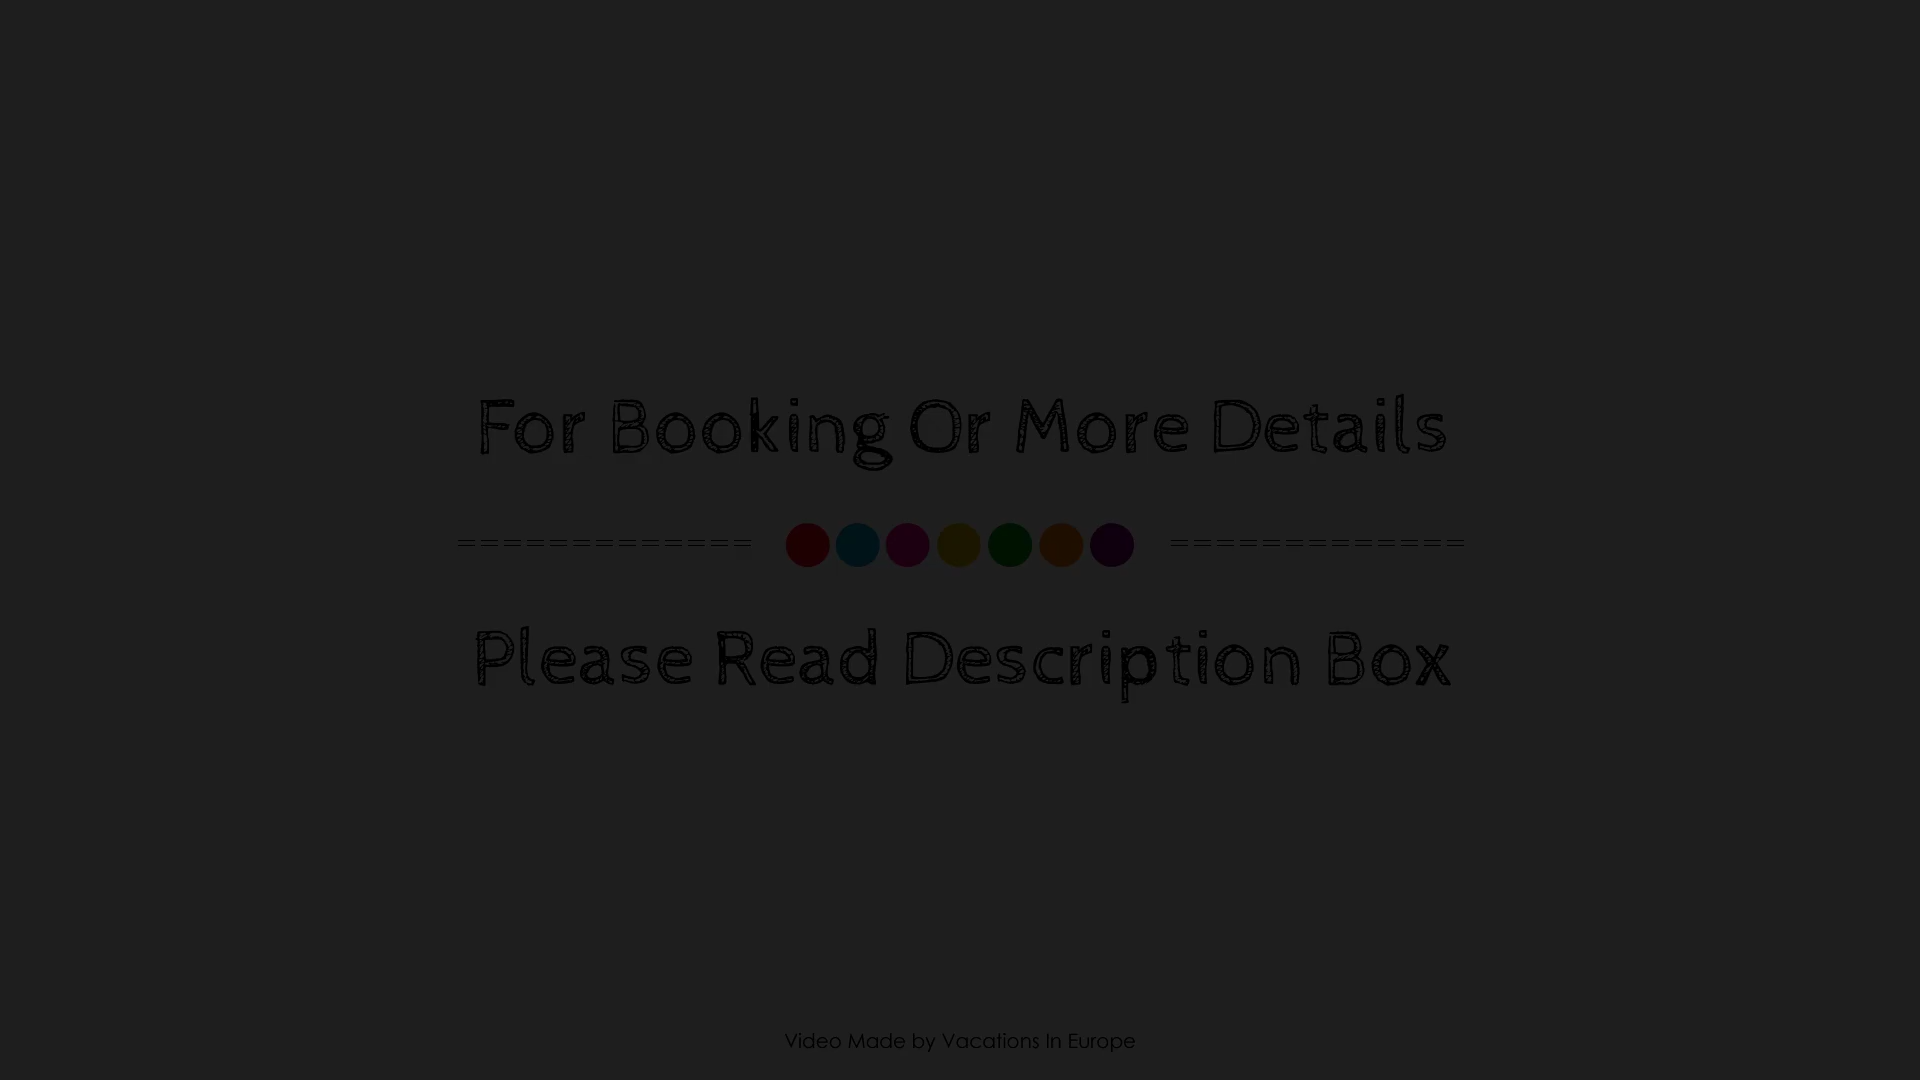 For Booking Or More Details
============= =============
Please Read Description Box
Video Made by Vacations In Europe